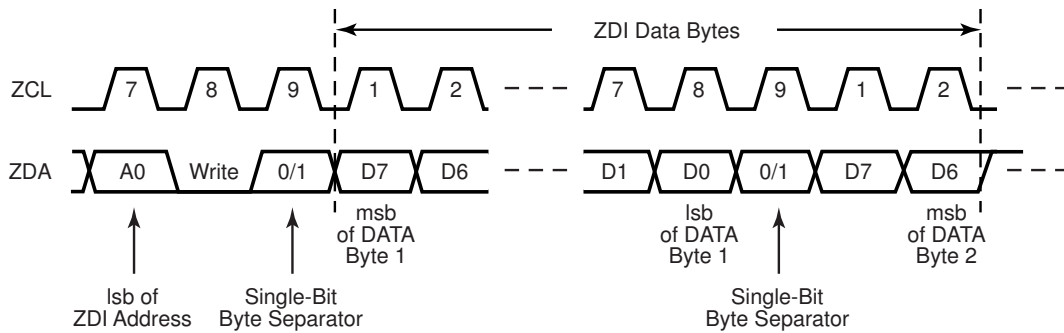 ZDI Data Bytes
ZCL 7 8 9 1 2 7 8 9 1 2
ZDA A0 Write 0/1 D7 D6 D1 D0 0/1 D7 D6
msb
of DATA
Byte 1
lsb
of DATA
Byte 1
msb
of DATA
Byte 2
lsb of
ZDI Address
Single-Bit
Byte Separator
Single-Bit
Byte Separator